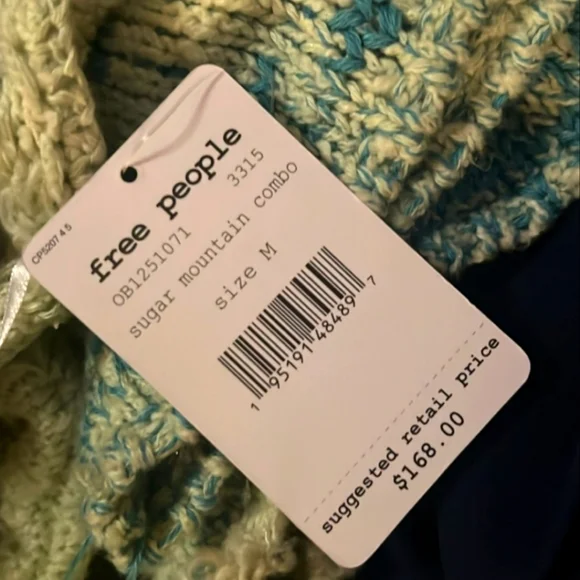 CP5207 4.5
free people
OB1251071 3315
sugar mountain combo
size M
1 95191 48489 7
suggested retail price
$168.00